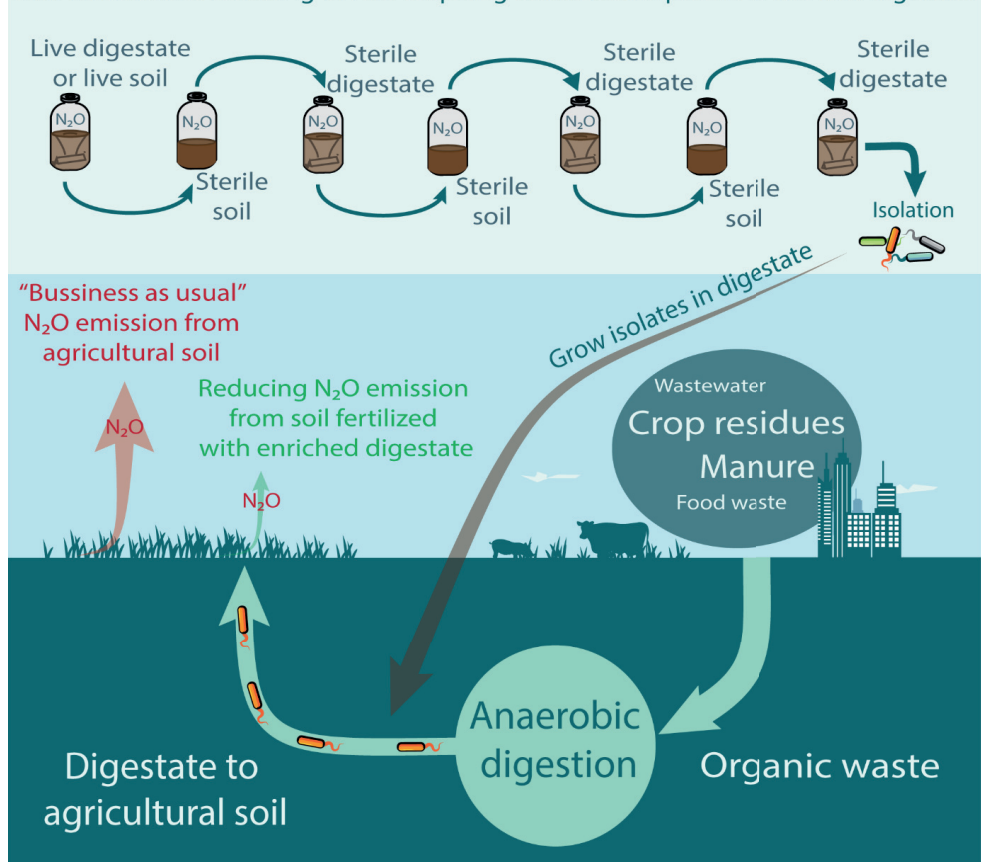 Live digestate
or live soil
Sterile
digestate
Sterile
digestate
Sterile
digestate
N₂O
N₂O
N₂O
N₂O
N₂O
N₂O
N₂O
Sterile
soil
Sterile
soil
Sterile
soil
Isolation
Grow isolates in digestate
“Bussiness as usual”
N₂O emission from
agricultural soil
N₂O
Reducing N₂O emission
from soil fertilized
with enriched digestate
N₂O
Wastewater
Crop residues
Manure
Food waste
Anaerobic
digestion
Organic waste
Digestate to
agricultural soil